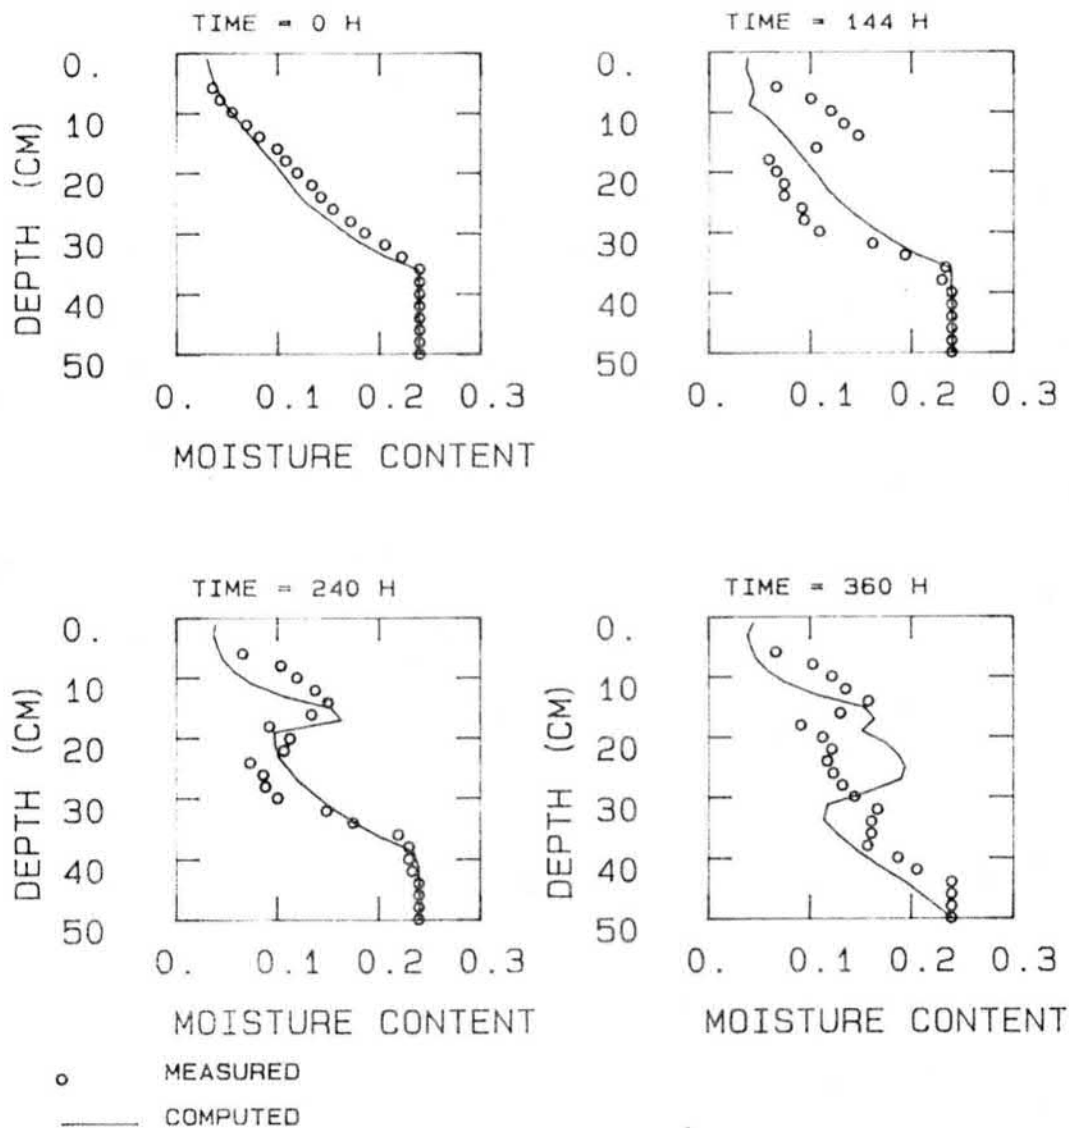 TIME = 0 H
0.
10
20
30
40
50
DEPTH (CM)
0. 0.1 0.2 0.3
MOISTURE CONTENT
TIME = 144 H
0.
10
20
30
40
50
0. 0.1 0.2 0.3
TIME = 240 H
0.
10
20
30
40
50
DEPTH (CM)
0. 0.1 0.2 0.3
MOISTURE CONTENT
TIME = 360 H
0.
10
20
30
40
50
DEPTH (CM)
0. 0.1 0.2 0.3
MOISTURE CONTENT
MEASURED
COMPUTED